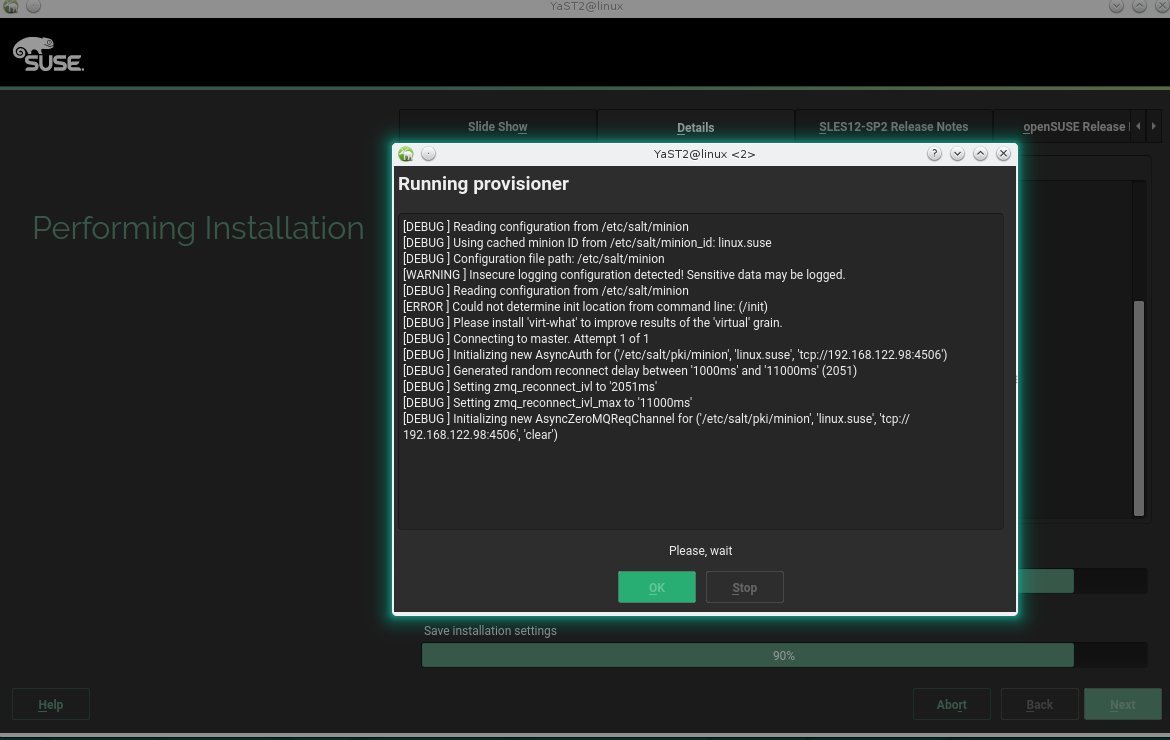 YaST2@linux
SUSE
Slide Show
Details
SLES12-SP2 Release Notes
openSUSE Release
Performing Installation
YaST2@linux <2>
?
Running provisioner
[DEBUG ] Reading configuration from /etc/salt/minion
[DEBUG ] Using cached minion ID from /etc/salt/minion_id: linux.suse
[DEBUG ] Configuration file path: /etc/salt/minion
[WARNING ] Insecure logging configuration detected! Sensitive data may be logged.
[DEBUG ] Reading configuration from /etc/salt/minion
[ERROR ] Could not determine init location from command line: (/init)
[DEBUG ] Please install 'virt-what' to improve results of the 'virtual' grain.
[DEBUG ] Connecting to master. Attempt 1 of 1
[DEBUG ] Initializing new AsyncAuth for ('/etc/salt/pki/minion', 'linux.suse', 'tcp://192.168.122.98:4506')
[DEBUG ] Generated random reconnect delay between '1000ms' and '11000ms' (2051)
[DEBUG ] Setting zmq_reconnect_ivl to '2051ms'
[DEBUG ] Setting zmq_reconnect_ivl_max to '11000ms'
[DEBUG ] Initializing new AsyncZeroMQReqChannel for ('/etc/salt/pki/minion', 'linux.suse', 'tcp://
192.168.122.98:4506', 'clear')
Please, wait
OK
Stop
Save installation settings
90%
Help
Abort
Back
Next